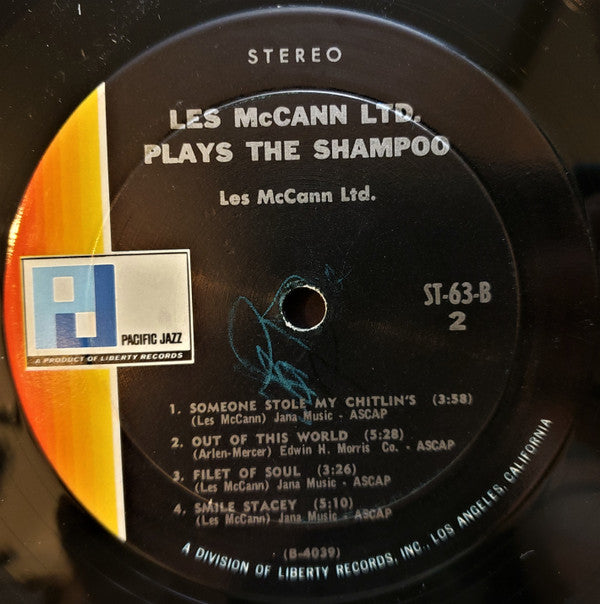 STEREO
LES McCANN LTD.
PLAYS THE SHAMPOO
Les McCann Ltd.
PJ
PACIFIC JAZZ
A PRODUCT OF LIBERTY RECORDS
ST-63-B
2
1. SOMEONE STOLE MY CHITLIN'S (3:58)
(Les McCann) Jana Music - ASCAP
2. OUT OF THIS WORLD (5:28)
(Arlen-Mercer) Edwin H. Morris Co. - ASCAP
3. FILET OF SOUL (3:26)
(Les McCann) Jana Music - ASCAP
4. SMILE STACEY (5:10)
(Les McCann) Jana Music - ASCAP
(B-4039)
A DIVISION OF LIBERTY RECORDS, INC., LOS ANGELES, CALIFORNIA